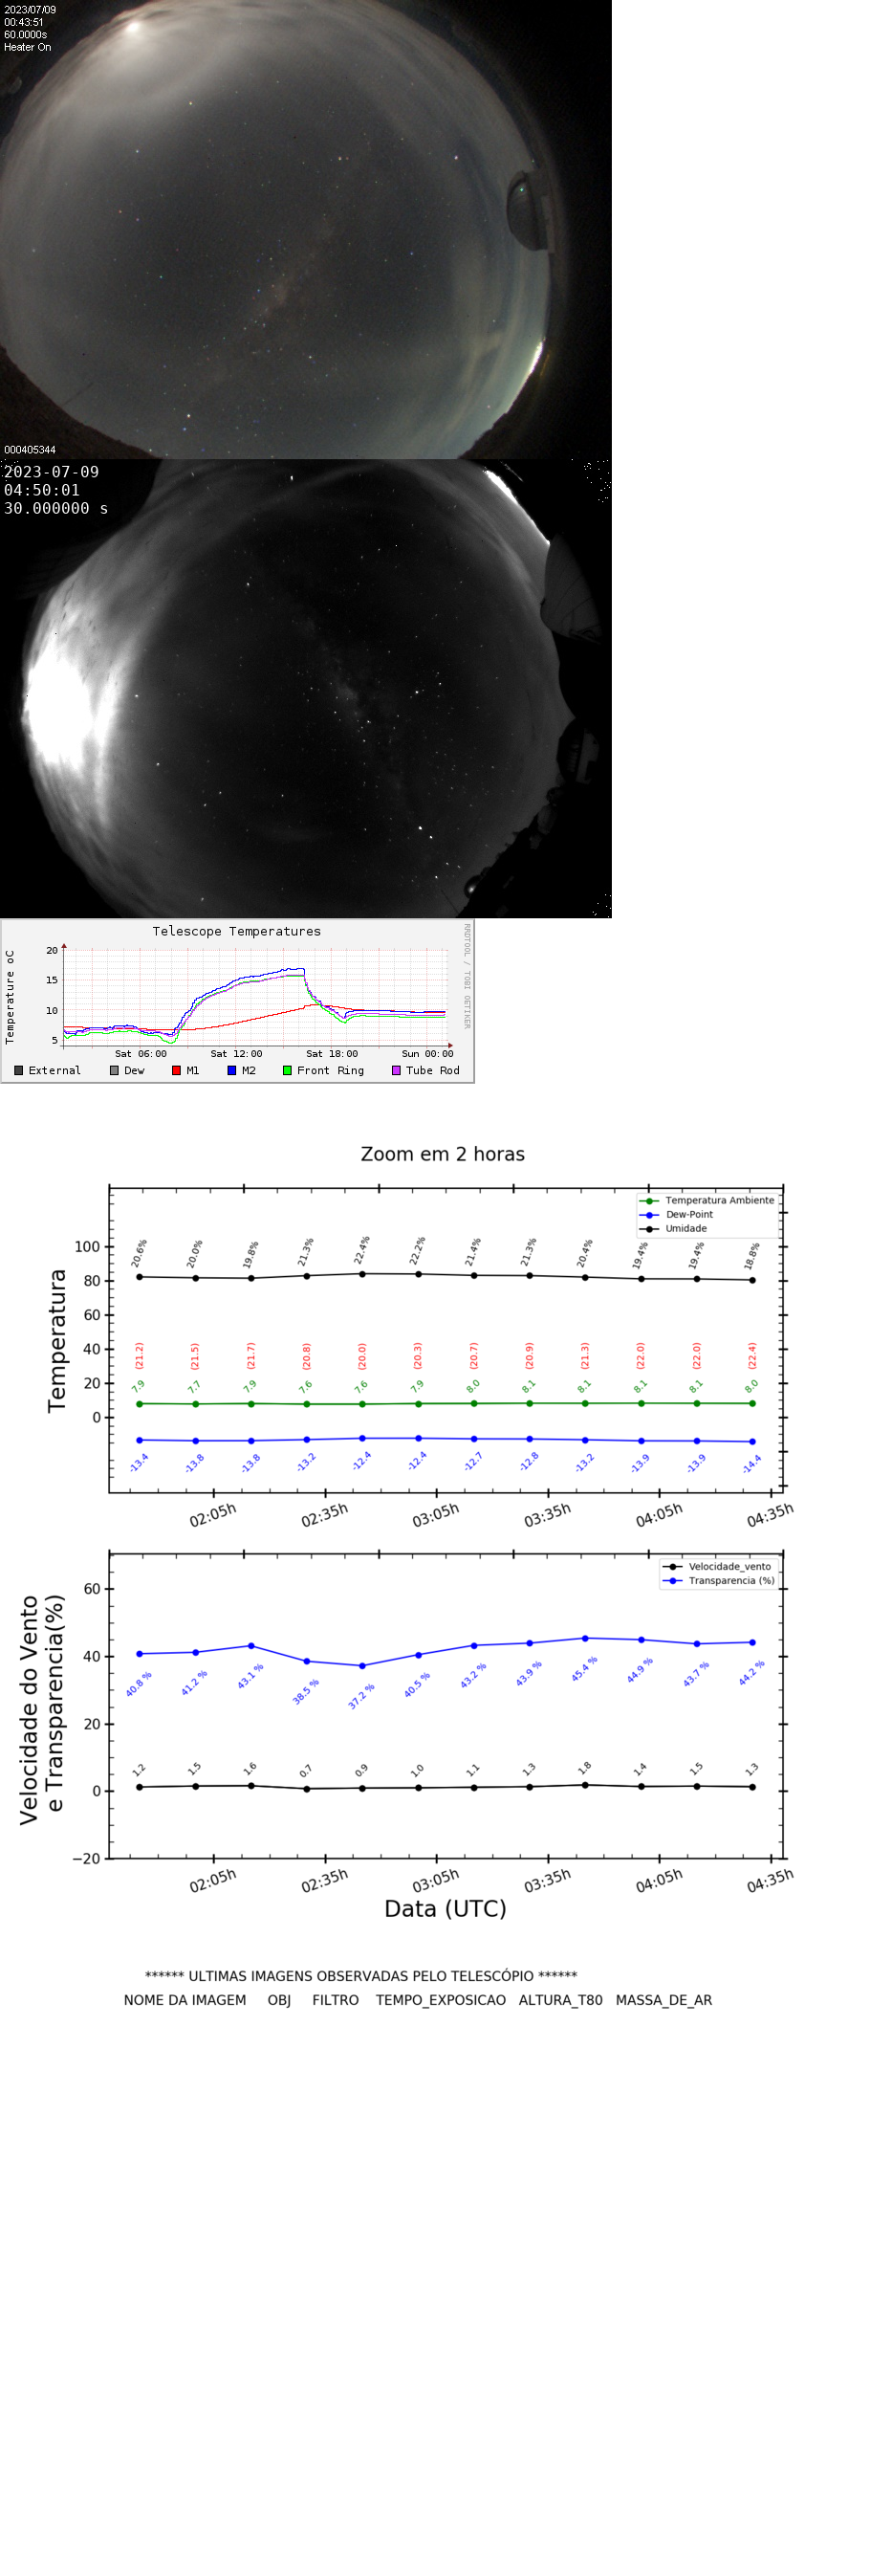 2023/07/09
00:43:51
60.0000s
Heater On
000405344
2023-07-09
04:50:01
30.000000 s
Telescope Temperatures
RRDTOOL / TOBI OETIKER
Temperature oC
20
15
10
5
Sat 06:00 Sat 12:00 Sat 18:00 Sun 00:00
External Dew M1 M2 Front Ring Tube Rod
Zoom em 2 horas
Temperatura Ambiente
Dew-Point
Umidade
Temperatura
100
80
60
40
20
0
20.6% 20.0% 19.8% 21.3% 22.4% 22.2% 21.4% 21.3% 20.4% 19.4% 19.4% 18.8%
(21.2) (21.5) (21.7) (20.8) (20.0) (20.3) (20.7) (20.9) (21.3) (22.0) (22.0) (22.4)
7.9 7.7 7.9 7.6 7.6 7.9 8.0 8.1 8.1 8.1 8.1 8.0
-13.4 -13.8 -13.8 -13.2 -12.4 -12.4 -12.7 -12.8 -13.2 -13.9 -13.9 -14.4
02:05h 02:35h 03:05h 03:35h 04:05h 04:35h
Velocidade_vento
Transparencia (%)
Velocidade do Vento
e Transparencia(%)
60
40
20
0
−20
40.8 % 41.2 % 43.1 % 38.5 % 37.2 % 40.5 % 43.2 % 43.9 % 45.4 % 44.9 % 43.7 % 44.2 %
1.2 1.5 1.6 0.7 0.9 1.0 1.1 1.3 1.8 1.4 1.5 1.3
02:05h 02:35h 03:05h 03:35h 04:05h 04:35h
Data (UTC)
****** ULTIMAS IMAGENS OBSERVADAS PELO TELESCÓPIO ******
NOME DA IMAGEM OBJ FILTRO TEMPO_EXPOSICAO ALTURA_T80 MASSA_DE_AR